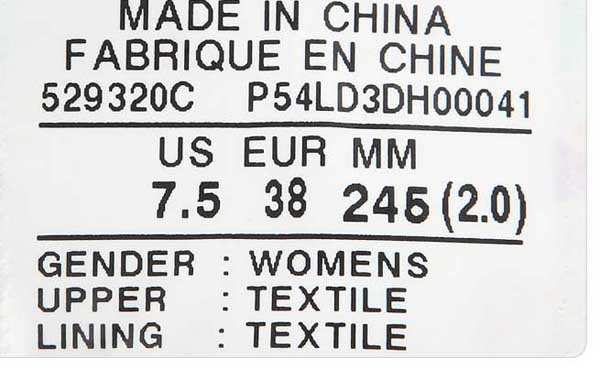 MADE IN CHINA
FABRIQUE EN CHINE
529320C P54LD3DH00041
US EUR MM
7.5 38 245 (2.0)
GENDER : WOMENS
UPPER : TEXTILE
LINING : TEXTILE